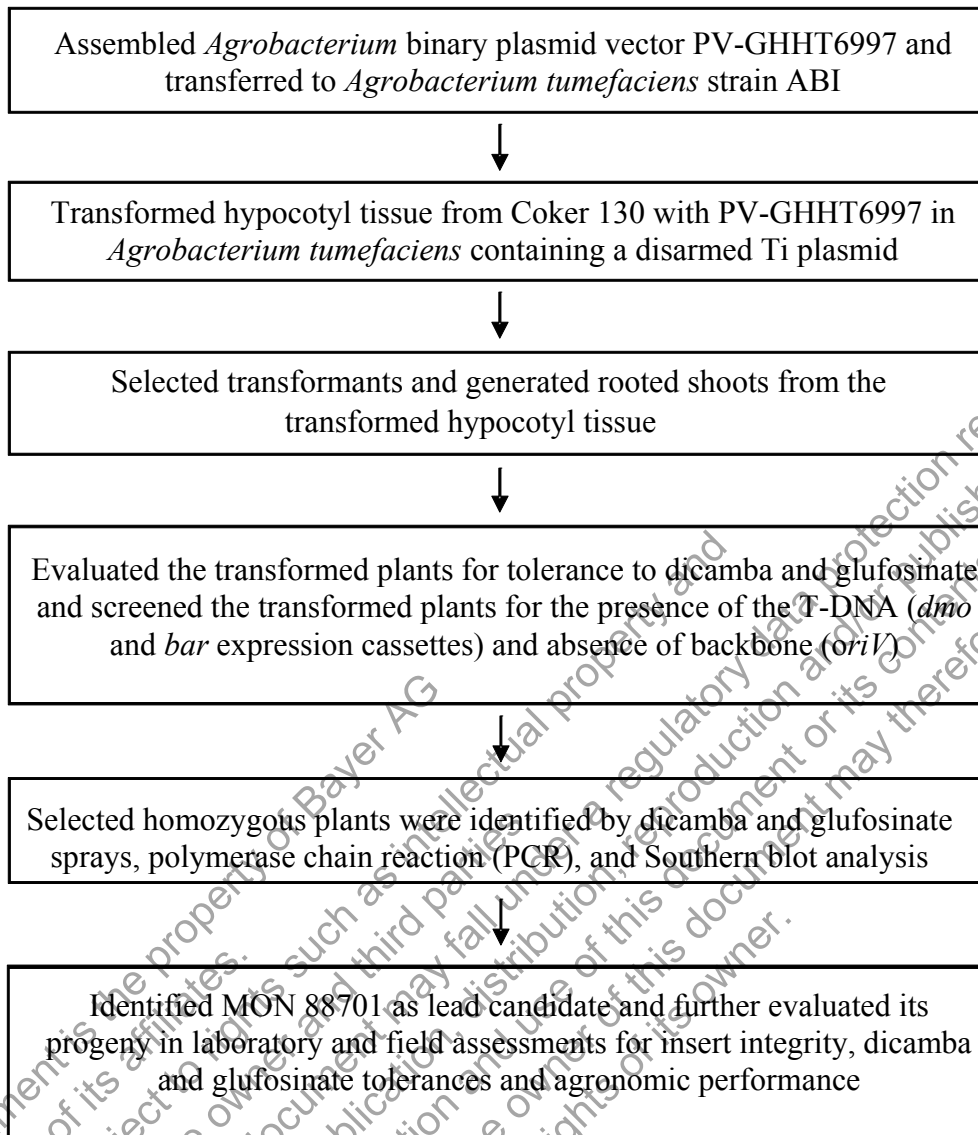 Assembled Agrobacterium binary plasmid vector PV-GHHT6997 and
transferred to Agrobacterium tumefaciens strain ABI
Transformed hypocotyl tissue from Coker 130 with PV-GHHT6997 in
Agrobacterium tumefaciens containing a disarmed Ti plasmid
Selected transformants and generated rooted shoots from the
transformed hypocotyl tissue
Evaluated the transformed plants for tolerance to dicamba and glufosinate
and screened the transformed plants for the presence of the T-DNA (dmo
and bar expression cassettes) and absence of backbone (oriV)
Selected homozygous plants were identified by dicamba and glufosinate
sprays, polymerase chain reaction (PCR), and Southern blot analysis
Identified MON 88701 as lead candidate and further evaluated its
progeny in laboratory and field assessments for insert integrity, dicamba
and glufosinate tolerances and agronomic performance